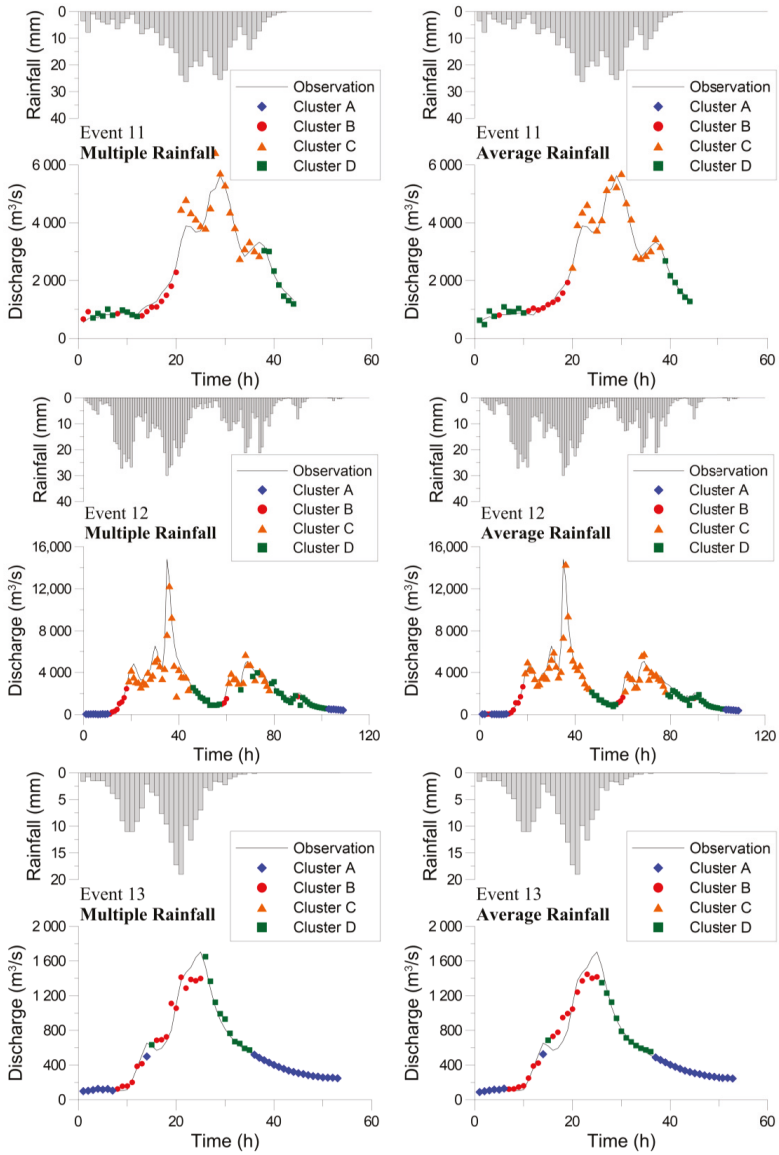 0
10
20
30
40
Rainfall (mm)
Observation
Cluster A
Cluster B
Cluster C
Cluster D
Event 11
Multiple Rainfall
6 000
4 000
2 000
0
Discharge (m³/s)
0 20 40 60
Time (h)
0
10
20
30
40
Rainfall (mm)
Observation
Cluster A
Cluster B
Cluster C
Cluster D
Event 11
Average Rainfall
6 000
4 000
2 000
0
Discharge (m³/s)
0 20 40 60
Time (h)
0
10
20
30
40
Rainfall (mm)
Observation
Cluster A
Cluster B
Cluster C
Cluster D
Event 12
Multiple Rainfall
16,000
12,000
8 000
4 000
0
Discharge (m³/s)
0 40 80 120
Time (h)
0
10
20
30
40
Rainfall (mm)
Observation
Cluster A
Cluster B
Cluster C
Cluster D
Event 12
Average Rainfall
16,000
12,000
8 000
4 000
0
Discharge (m³/s)
0 40 80 120
Time (h)
0
5
10
15
20
Rainfall (mm)
Observation
Cluster A
Cluster B
Cluster C
Cluster D
Event 13
Multiple Rainfall
2 000
1 600
1 200
800
400
0
Discharge (m³/s)
0 20 40 60
Time (h)
0
5
10
15
20
Rainfall (mm)
Observation
Cluster A
Cluster B
Cluster C
Cluster D
Event 13
Average Rainfall
2 000
1 600
1 200
800
400
0
Discharge (m³/s)
0 20 40 60
Time (h)